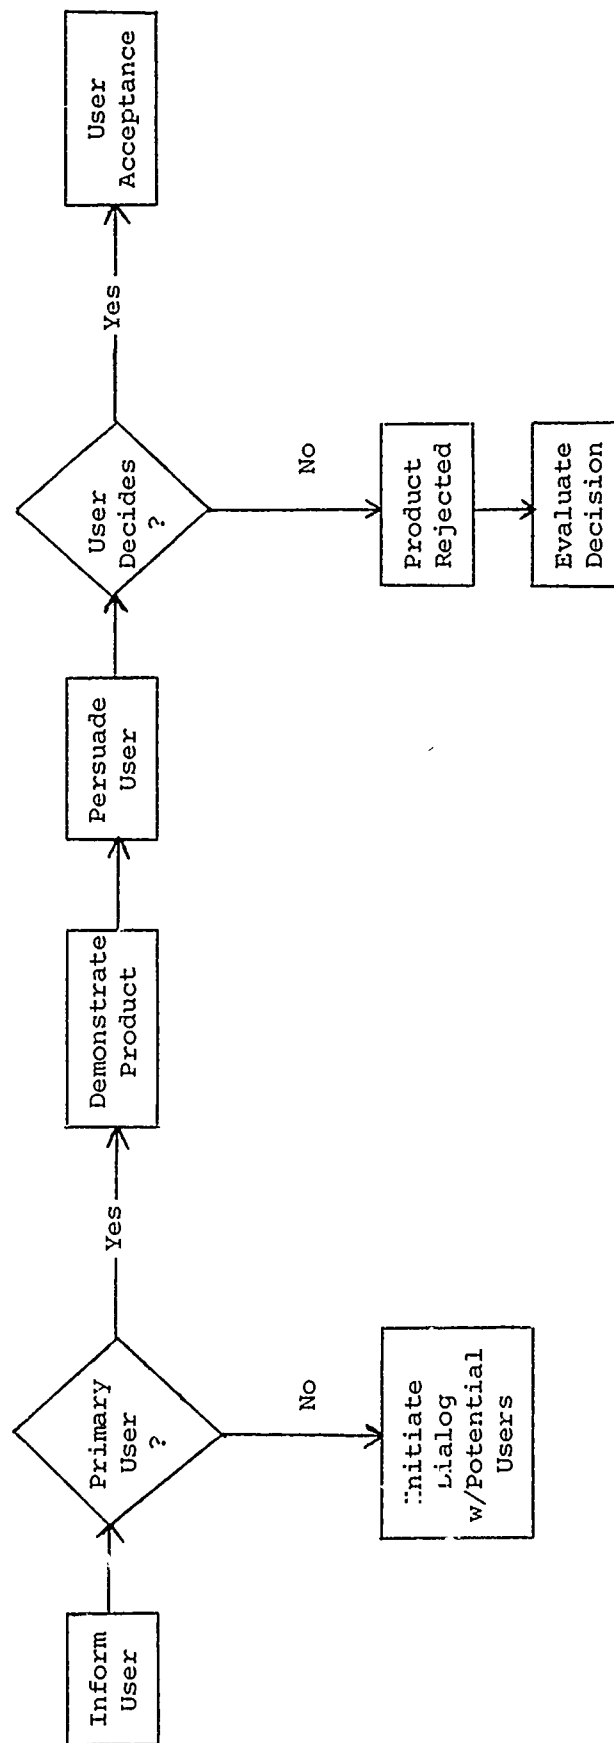 Inform
User
Primary
User
?
Yes
No
Dialog
w/Potential
Users
Demonstrate
Product
Persuade
User
User
Decides
?
Yes
No
Product
Rejected
Evaluate
Decision
User
Acceptance